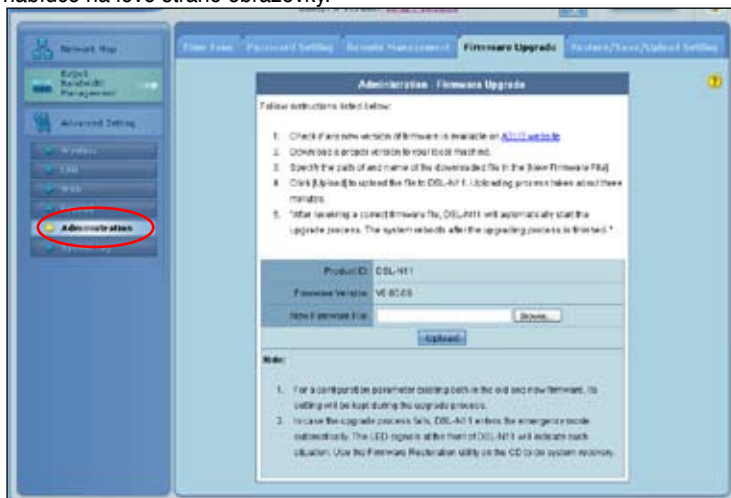 Network Map
EzQoS
Bandwidth
Management
Advanced Setting
Wireless
LAN
WAN
Administration
Time Zone
Password Setting
Remote Management
Firmware Upgrade
Restore/Save/Upload Setting
Administration - Firmware Upgrade
Follow instructions listed below:
1. Check if any new version of firmware is available on ASUS website
2. Download a proper version to your local machine.
3. Specify the path of and name of the downloaded file in the [New Firmware File]
4. Click [Upload] to upload the file to DSL-N11. Uploading process takes about three
minutes.
5. "After receiving a correct firmware file, DSL-N11 will automatically start the
upgrade process. The system reboots after the upgrading process is finished."
Product ID: DSL-N11
Firmware Version:
New Firmware File: Browse...
Upload
Note:
1. For a configuration parameter existing both in the old and new firmware, its
setting will be kept during the upgrade process.
2. In case the upgrade process fails, DSL-N11 enters the emergency mode
automatically. The LED signals at the front of DSL-N11 will indicate such
situation. Use the Firmware Restoration utility on the CD to do system recovery.